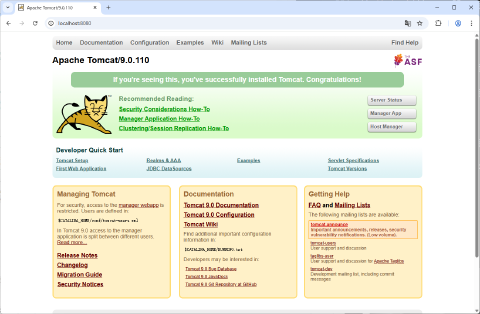 Apache Tomcat/9.0.110
localhost:8080
Home Documentation Configuration Examples Wiki Mailing Lists Find Help
Apache Tomcat/9.0.110
ASF
If you're seeing this, you've successfully installed Tomcat. Congratulations!
Recommended Reading:
Security Considerations How-To
Manager Application How-To
Clustering/Session Replication How-To
Server Status
Manager App
Host Manager
Developer Quick Start
Tomcat Setup
First Web Application
Realms & AAA
JDBC DataSources
Examples
Servlet Specifications
Tomcat Versions
Managing Tomcat
For security, access to the manager webapp is restricted. Users are defined in:
$CATALINA_HOME/conf/tomcat-users.xml
In Tomcat 9.0 access to the manager application is split between different users.
Read more...
Release Notes
Changelog
Migration Guide
Security Notices
Documentation
Tomcat 9.0 Documentation
Tomcat 9.0 Configuration
Tomcat Wiki
Find additional important configuration information in:
$CATALINA_HOME/RUNNING.txt
Developers may be interested in:
Tomcat 9.0 Bug Database
Tomcat 9.0 JavaDocs
Tomcat 9.0 Git Repository at GitHub
Getting Help
FAQ and Mailing Lists
The following mailing lists are available:
tomcat-announce
Important announcements, releases, security vulnerability notifications. (Low volume).
tomcat-users
User support and discussion
taglibs-user
User support and discussion for Apache Taglibs
tomcat-dev
Development mailing list, including commit messages